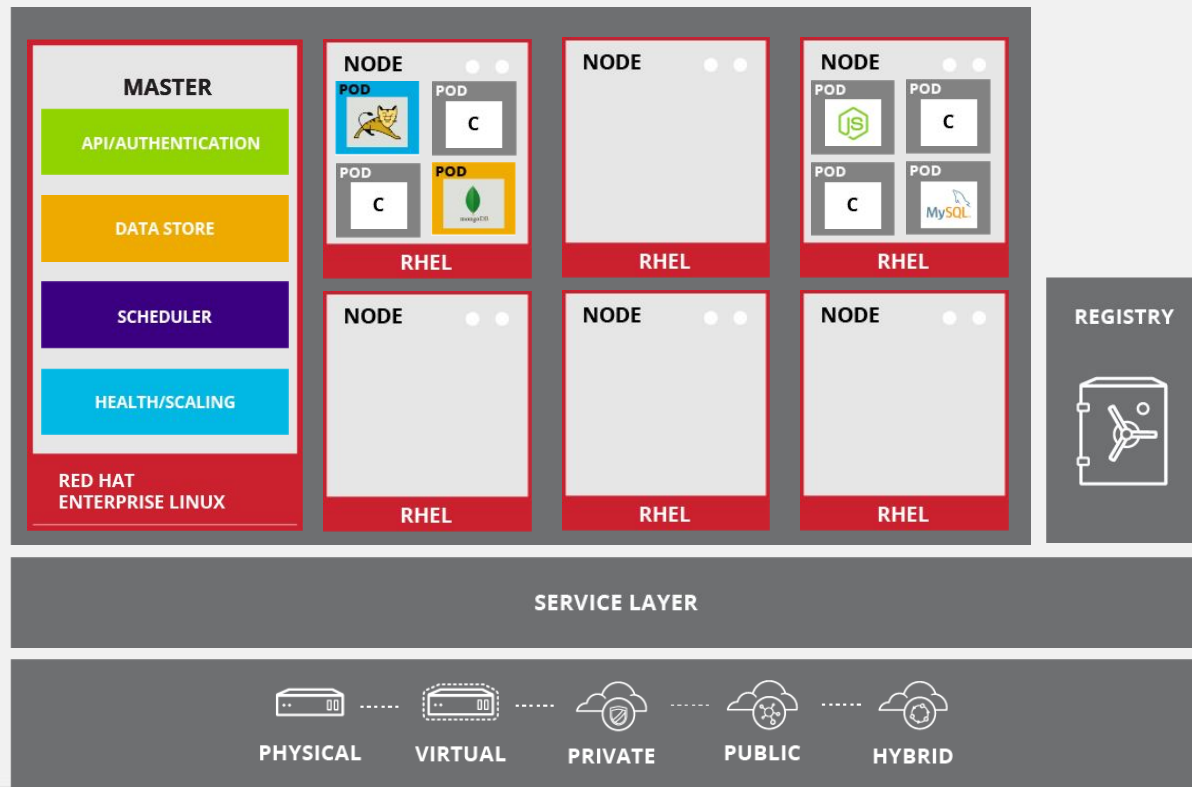 MASTER
API/AUTHENTICATION
DATA STORE
SCHEDULER
HEALTH/SCALING
RED HAT
ENTERPRISE LINUX
NODE
POD
POD
C
POD
C
POD
mongoDB
RHEL
NODE
RHEL
NODE
POD
JS
POD
C
POD
C
POD
MySQL
RHEL
NODE
RHEL
NODE
RHEL
NODE
RHEL
REGISTRY
SERVICE LAYER
PHYSICAL
VIRTUAL
PRIVATE
PUBLIC
HYBRID